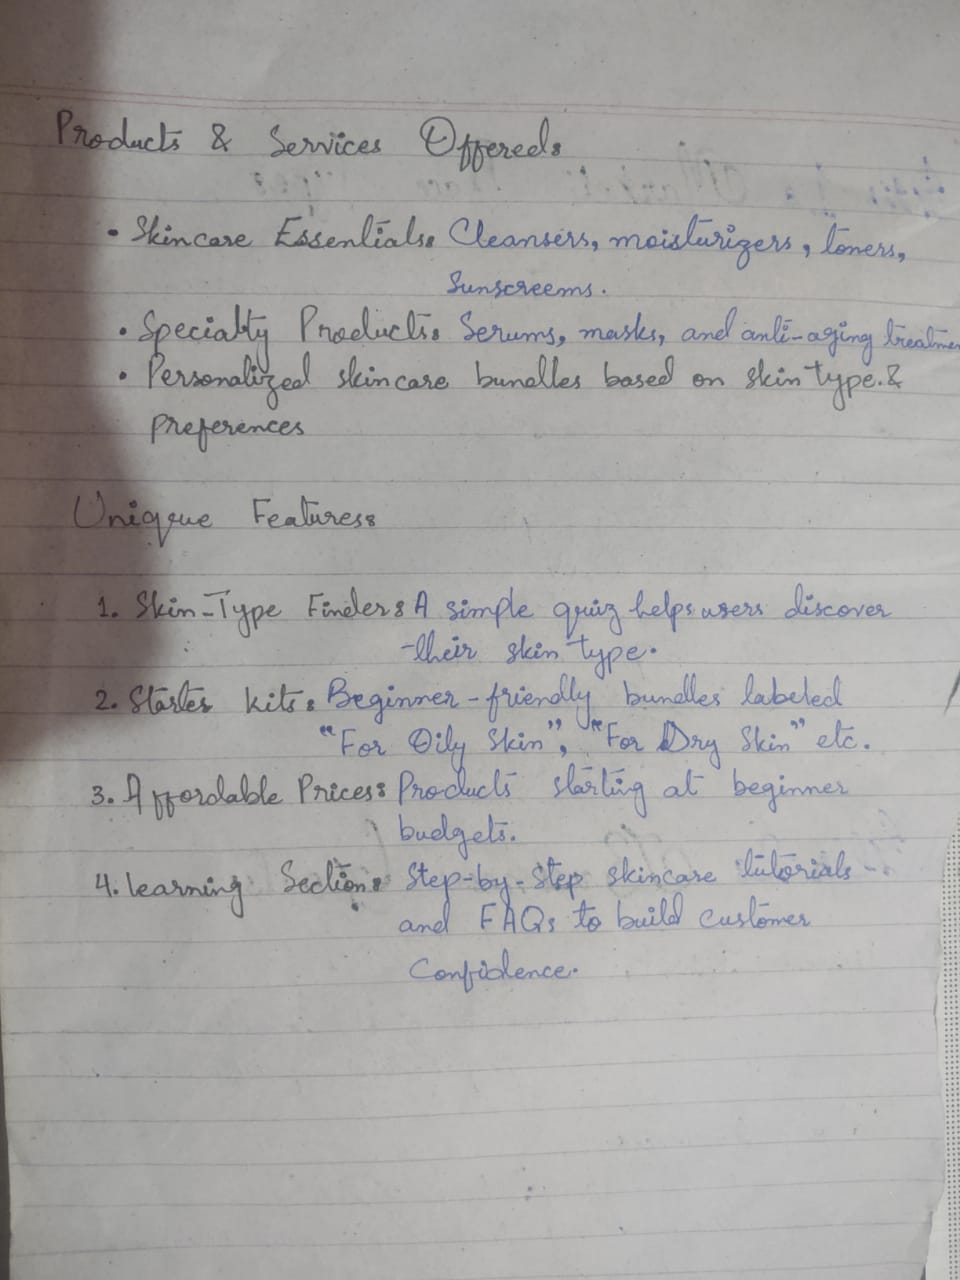 Products & Services Offered:
• Skincare Essentials: Cleansers, moisturizers, toners,
Sunscreems.
• Specialty Products: Serums, masks, and anti-aging treatmen
• Personalized skincare bundles based on skin type.&
preferences
Uniqque Features:
1. Skin-Type Finder: A simple quiz helps users discover
their skin type.
2. Starter kits: Beginner-friendly bundles labeled
"For Oily Skin", "For Dry Skin" etc.
3. Affordable Prices: Products starting at beginner
budgets.
4. learning Section: Step-by-Step skincare tutorials -
and FAQs to build customer
Confidence.